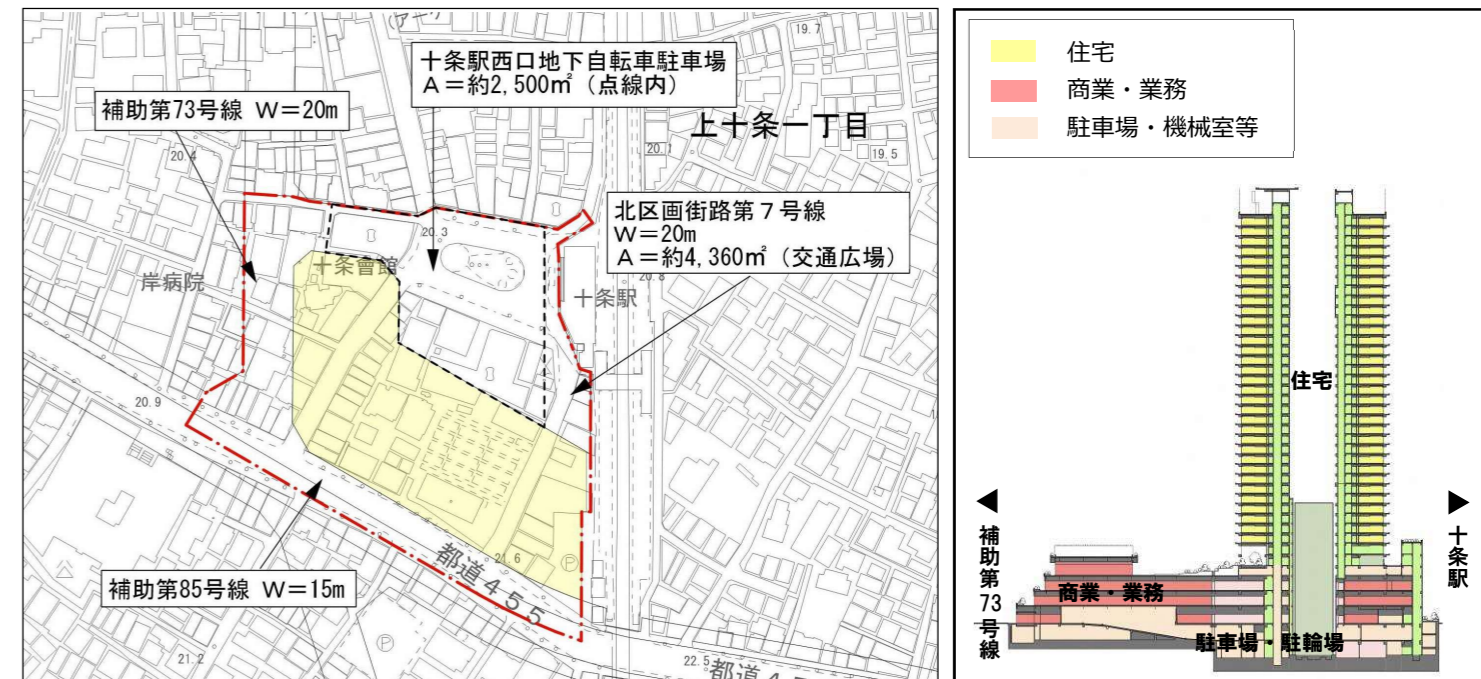 19.7
十条駅西口地下自転車駐車場
A=約2,500㎡(点線内)
補助第73号線 W=20m
上十条一丁目
20.4
20.1
19.5
北区画街路第7号線
W=20m
A=約4,360㎡(交通広場)
20.3
十条會館
岸病院
十条駅
20.8
20.9
補助第85号線 W=15m
都道455
21.6
P
P
21.2
22.5
住宅
商業・業務
駐車場・機械室等
住宅
補助第73号線
十条駅
商業・業務
駐車場・駐輪場